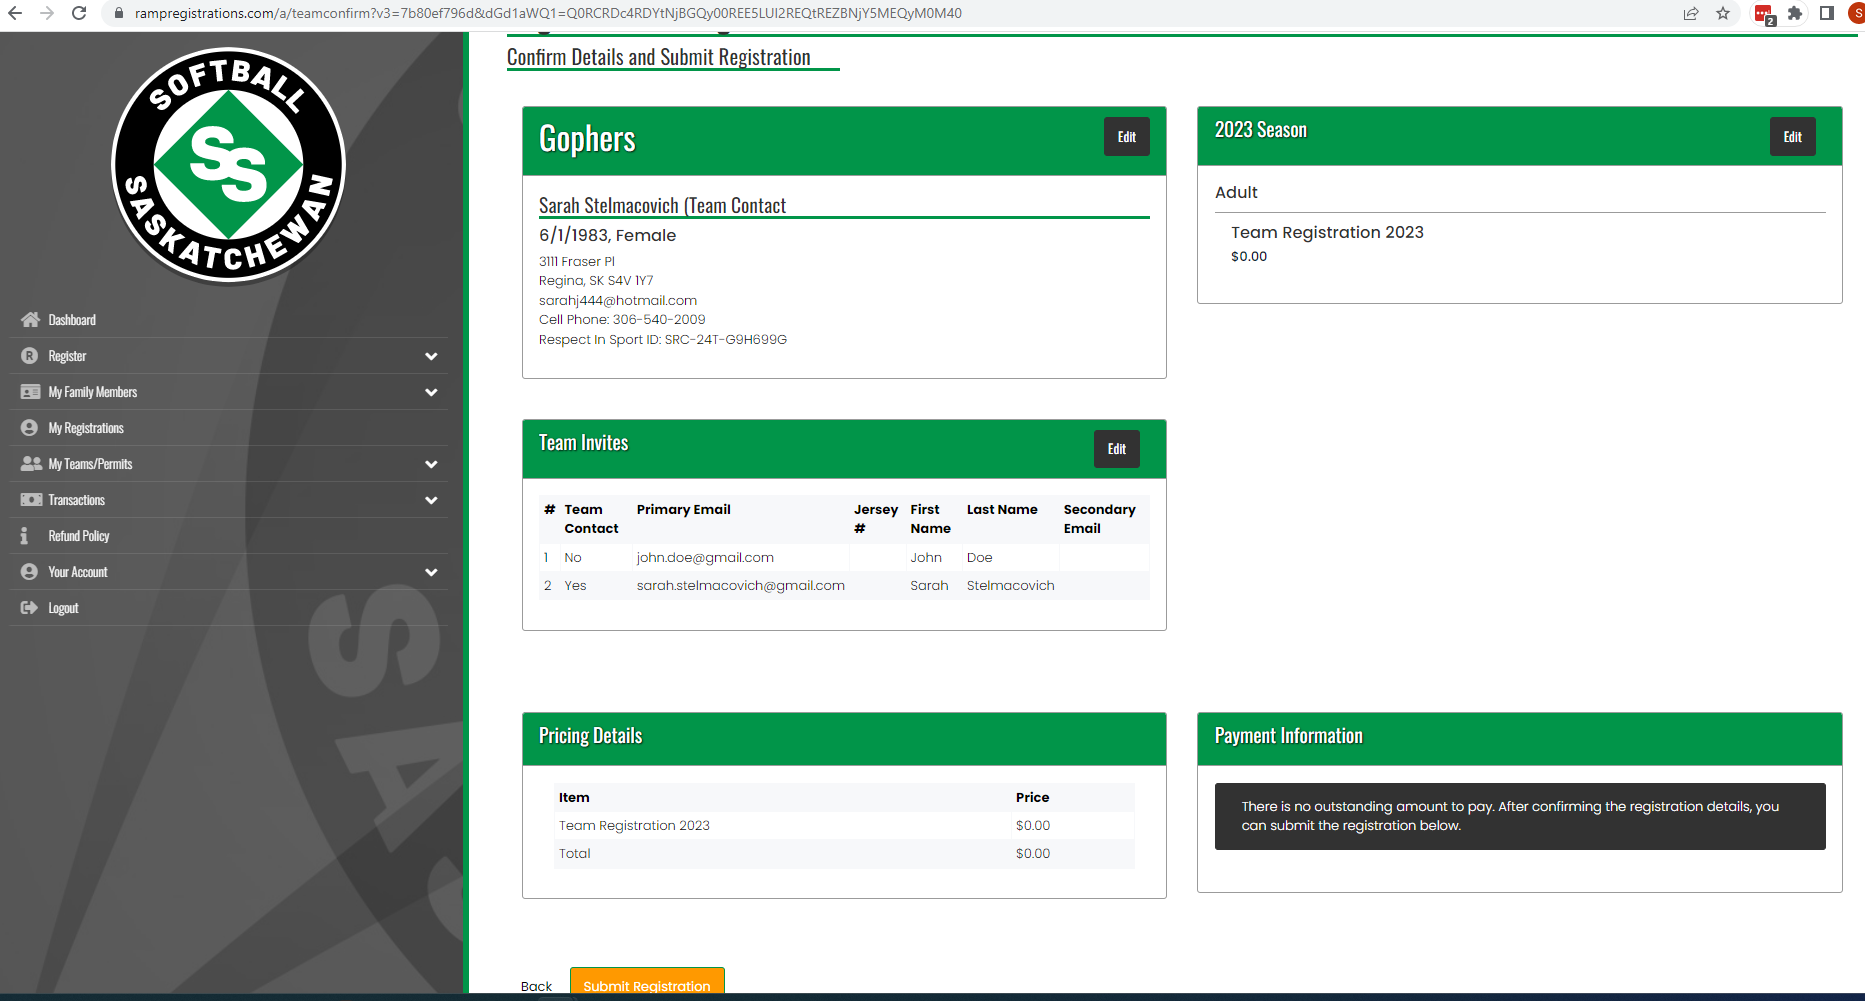 rampregistrations.com/a/teamconfirm?v3=7b80ef796d&dGd1aWQ1=Q0RCRDc4RDYtNjBGQy00REE5LUI2REQtREZBNjY5MEQyM0M40
2
S
SOFTBALL
SS
SASKATCHEWAN
Dashboard
Register
My Family Members
My Registrations
My Teams/Permits
Transactions
Refund Policy
Your Account
Logout
Confirm Details and Submit Registration
Gophers
Edit
Sarah Stelmacovich (Team Contact
6/1/1983, Female
3111 Fraser Pl
Regina, SK S4V 1Y7
sarahj444@hotmail.com
Cell Phone: 306-540-2009
Respect In Sport ID: SRC-24T-G9H699G
2023 Season
Edit
Adult
Team Registration 2023
$0.00
Team Invites
Edit
# Team Contact Primary Email Jersey # First Name Last Name Secondary Email
1 No john.doe@gmail.com John Doe
2 Yes sarah.stelmacovich@gmail.com Sarah Stelmacovich
Pricing Details
Item Price
Team Registration 2023 $0.00
Total $0.00
Payment Information
There is no outstanding amount to pay. After confirming the registration details, you
can submit the registration below.
Back
Submit Registration